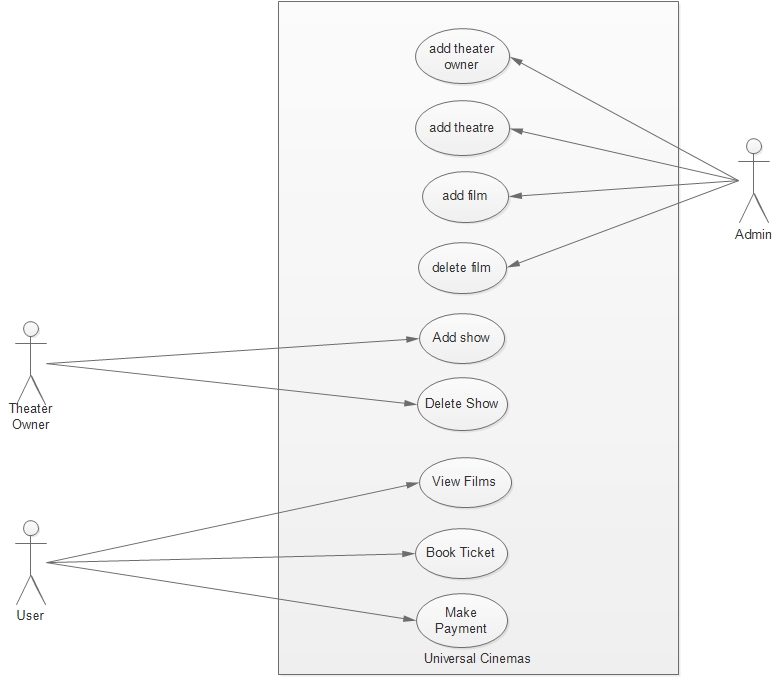 add theater
owner
add theatre
add film
Admin
delete film
Add show
Theater
Owner
Delete Show
View Films
Book Ticket
User
Make
Payment
Universal Cinemas